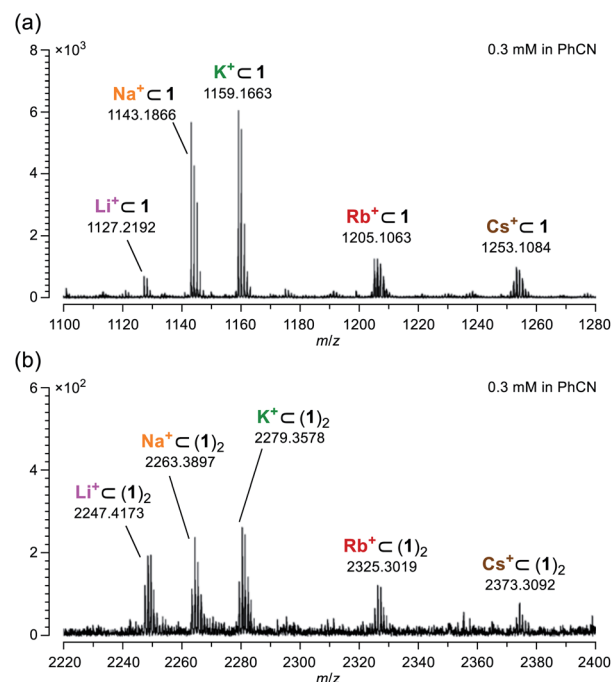 (a)
×10³
0.3 mM in PhCN
8
6
4
2
0
K⁺⊂1
1159.1663
Na⁺⊂1
1143.1866
Li⁺⊂1
1127.2192
Rb⁺⊂1
1205.1063
Cs⁺⊂1
1253.1084
1100 1120 1140 1160 1180 1200 1220 1240 1260 1280
m/z
(b)
×10²
0.3 mM in PhCN
6
4
2
0
K⁺⊂(1)₂
2279.3578
Na⁺⊂(1)₂
2263.3897
Li⁺⊂(1)₂
2247.4173
Rb⁺⊂(1)₂
2325.3019
Cs⁺⊂(1)₂
2373.3092
2220 2240 2260 2280 2300 2320 2340 2360 2380 2400
m/z